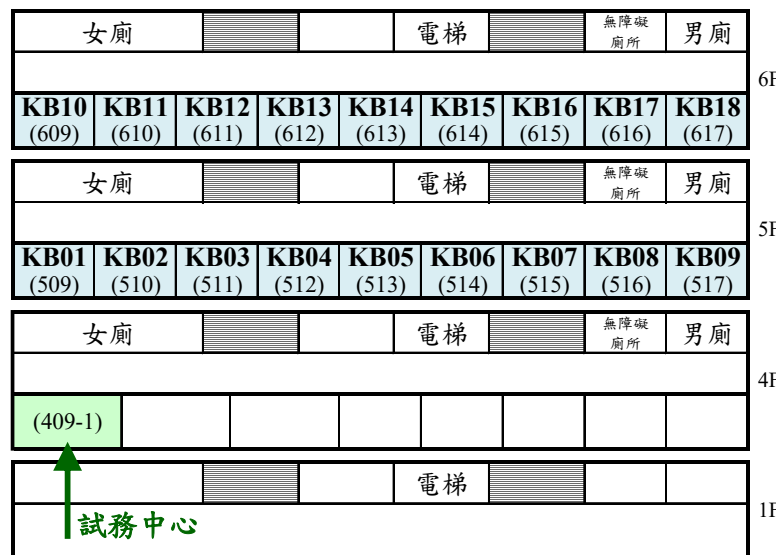 女廁 電梯 無障礙廁所 男廁
6F
KB10 KB11 KB12 KB13 KB14 KB15 KB16 KB17 KB18
(609) (610) (611) (612) (613) (614) (615) (616) (617)
女廁 電梯 無障礙廁所 男廁
5F
KB01 KB02 KB03 KB04 KB05 KB06 KB07 KB08 KB09
(509) (510) (511) (512) (513) (514) (515) (516) (517)
女廁 電梯 無障礙廁所 男廁
4F
(409-1)
電梯
1F
試務中心